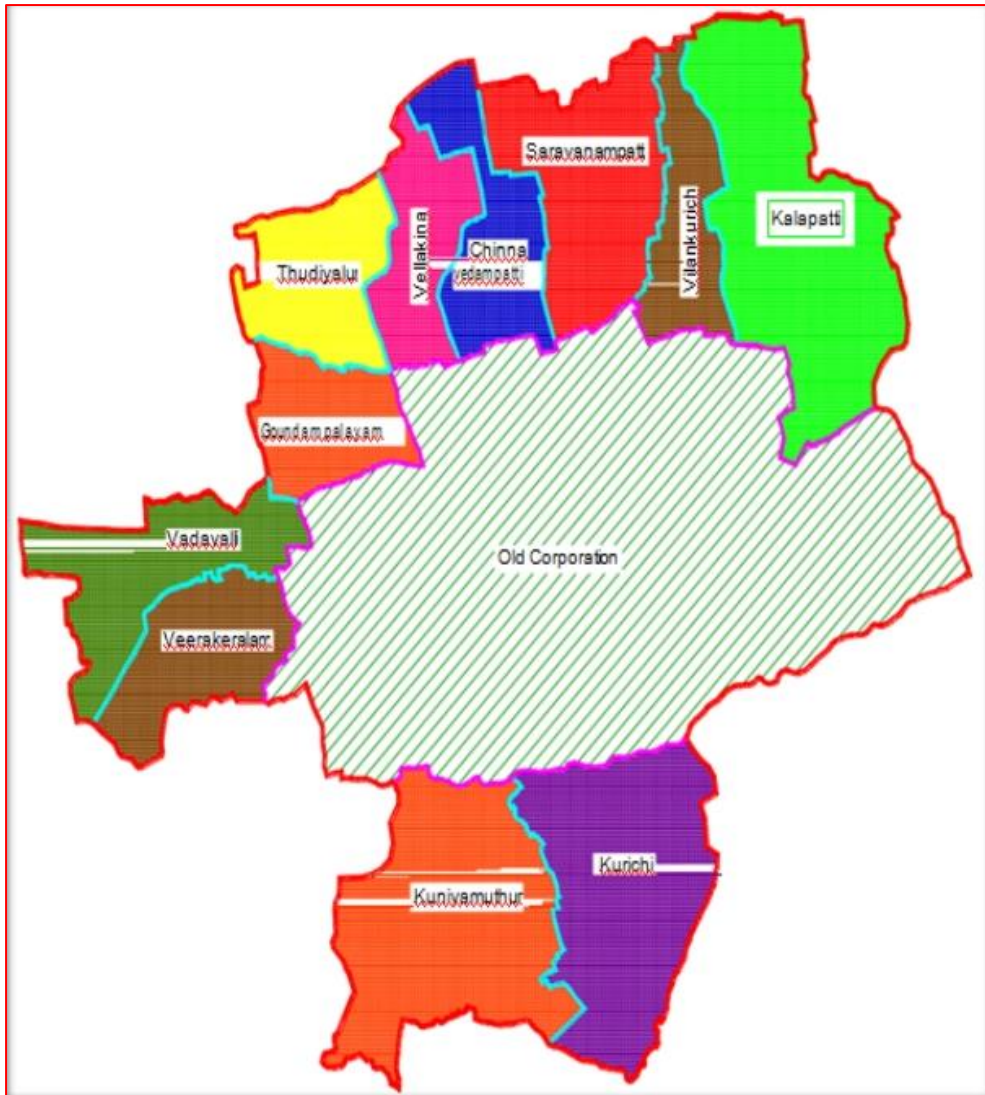 Saravanampatt
Vilankurich
Kalapatti
Vellakina
Chinna
vedampatti
Thudiyalur
Goundampalayam
Vadavalli
Old Corporation
Veerakeralam
Kurichi
Kuniyamuthur